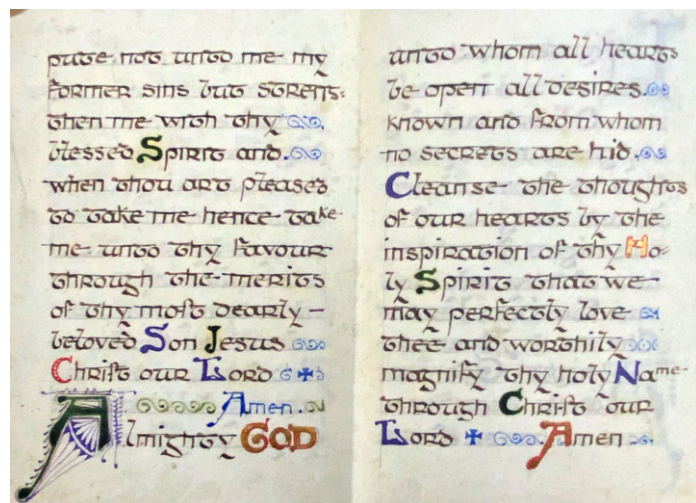 pute not unto me my
former sins but streng:
then me with thy
blessed Spirit and.
when thou art pleased
to take me hence take
me unto thy favour
through the merits
of thy most dearly –
beloved Son Jesus
Christ our Lord
Amen.
Almighty GOD
unto whom all hearts
be open all desires.
known and from whom
no secrets are hid.
Cleanse the thoughts
of our hearts by the
inspiration of thy Ho-
ly Spirit that we
may perfectly love
thee and worthily
magnify thy holy Name
through Christ our
Lord Amen